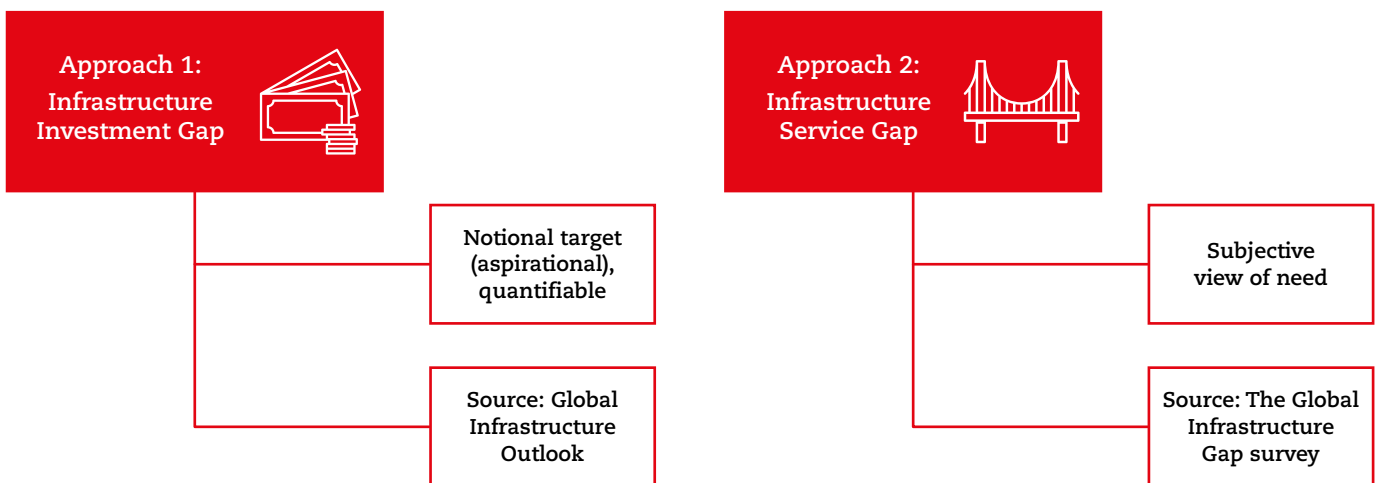 Approach 1:
Infrastructure
Investment Gap
Notional target
(aspirational),
quantifiable
Source: Global
Infrastructure
Outlook
Approach 2:
Infrastructure
Service Gap
Subjective
view of need
Source: The Global
Infrastructure
Gap survey